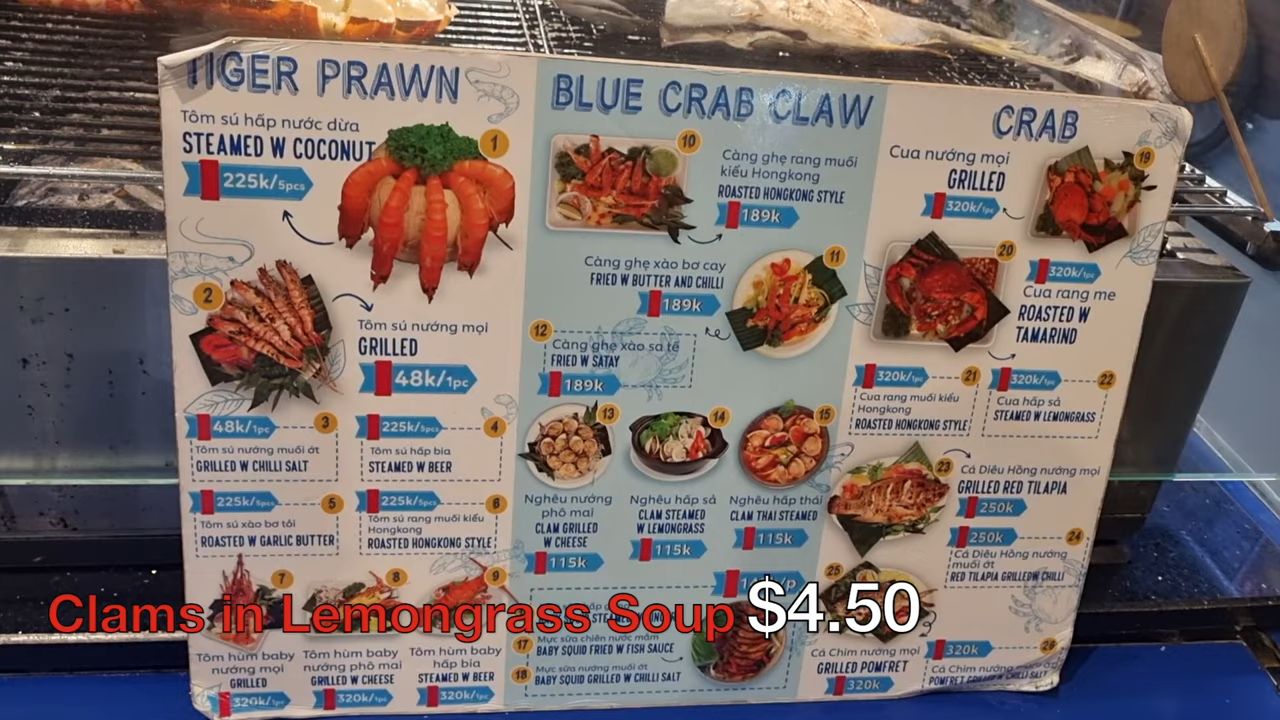 TIGER PRAWN
Tôm sú hấp nước dừa
STEAMED W COCONUT
1
225k/5pcs
2
Tôm sú nướng mọi
GRILLED
48k/1pc
48k/1pc
3
Tôm sú nướng muối ớt
GRILLED W CHILLI SALT
225k/5pcs
4
Tôm sú hấp bia
STEAMED W BEER
225k/5pcs
5
Tôm sú xào bơ tỏi
ROASTED W GARLIC BUTTER
225k/5pcs
6
Tôm sú rang muối kiểu
Hongkong
ROASTED HONGKONG STYLE
7
Tôm hùm baby
nướng mọi
GRILLED
320k/1pc
8
Tôm hùm baby
nướng phô mai
GRILLED W CHEESE
320k/1pc
9
Tôm hùm baby
hấp bia
STEAMED W BEER
320k/1pc
BLUE CRAB CLAW
10
Càng ghẹ rang muối
kiểu Hongkong
ROASTED HONGKONG STYLE
189k
11
Càng ghẹ xào bơ cay
FRIED W BUTTER AND CHILLI
189k
12
Càng ghẹ xào sa tế
FRIED W SATAY
189k
13
Nghêu nướng
phô mai
CLAM GRILLED
W CHEESE
115k
14
Nghêu hấp sả
CLAM STEAMED
W LEMONGRASS
115k
15
Nghêu hấp thái
CLAM THAI STEAMED
115k
17
Mực sữa chiên nước mắm
BABY SQUID FRIED W FISH SAUCE
18
Mực sữa nướng muối ớt
BABY SQUID GRILLED W CHILLI SALT
CRAB
Cua nướng mọi
GRILLED
19
320k/1pc
20
320k/1pc
Cua rang me
ROASTED W
TAMARIND
320k/1pc
21
Cua rang muối kiểu
Hongkong
ROASTED HONGKONG STYLE
320k/1pc
22
Cua hấp sả
STEAMED W LEMONGRASS
23
Cá Diêu Hồng nướng mọi
GRILLED RED TILAPIA
250k
250k
24
Cá Diêu Hồng nướng
muối ớt
RED TILAPIA GRILLED W CHILLI
25
Cá Chim nướng mọi
GRILLED POMFRET
320k
320k
Cá Chim nướng muối ớt
POMFRET GRILLED W CHILLI SALT
Clams in Lemongrass Soup $4.50